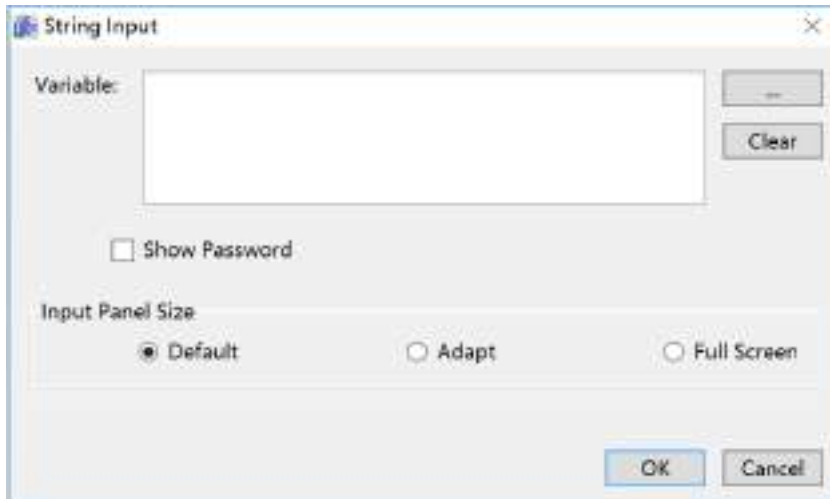 String Input
Variable:
...
Clear
Show Password
Input Panel Size
Default Adapt Full Screen
OK Cancel